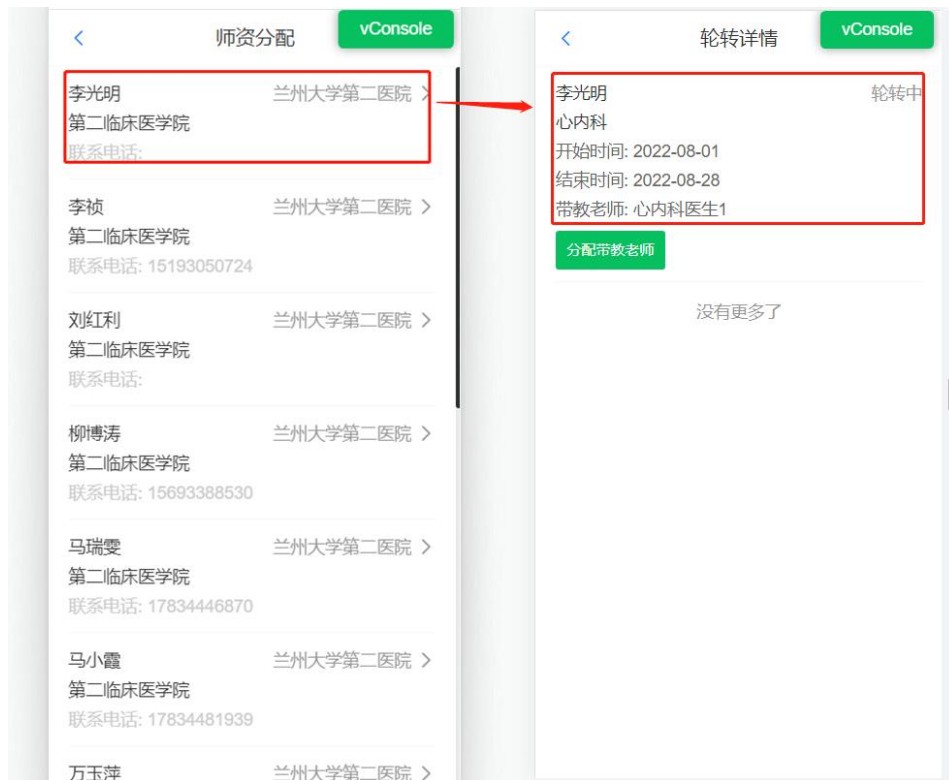 师资分配
vConsole
李光明 兰州大学第二医院
第二临床医学院
联系电话:
李祯 兰州大学第二医院
第二临床医学院
联系电话: 15193050724
刘红利 兰州大学第二医院
第二临床医学院
联系电话:
柳博涛 兰州大学第二医院
第二临床医学院
联系电话: 15693388530
马瑞雯 兰州大学第二医院
第二临床医学院
联系电话: 17834446870
马小霞 兰州大学第二医院
第二临床医学院
联系电话: 17834481939
万玉萍 兰州大学第二医院
轮转详情
vConsole
李光明 轮转中
心内科
开始时间: 2022-08-01
结束时间: 2022-08-28
带教老师: 心内科医生1
分配带教老师
没有更多了